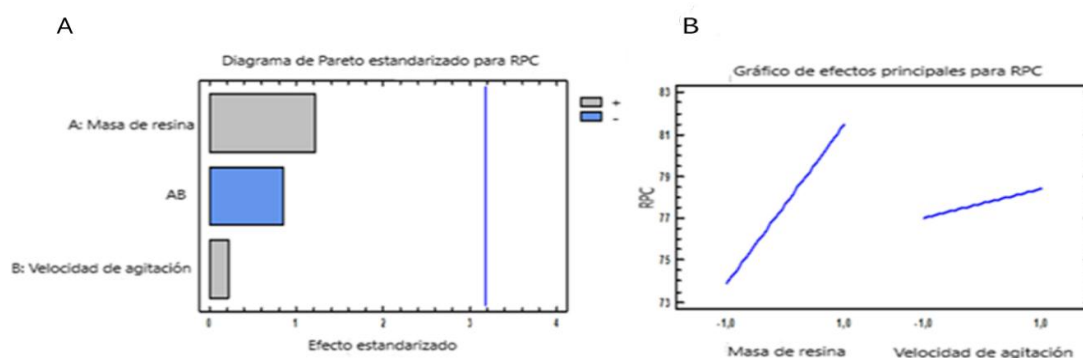 A
B
Diagrama de Pareto estandarizado para RPC
A: Masa de resina
AB
B: Velocidad de agitación
+
-
0 1 2 3 4
Efecto estandarizado
Gráfico de efectos principales para RPC
83
81
79
77
75
73
RPC
-1,0 1,0 -1,0 1,0
Masa de resina Velocidad de agitación